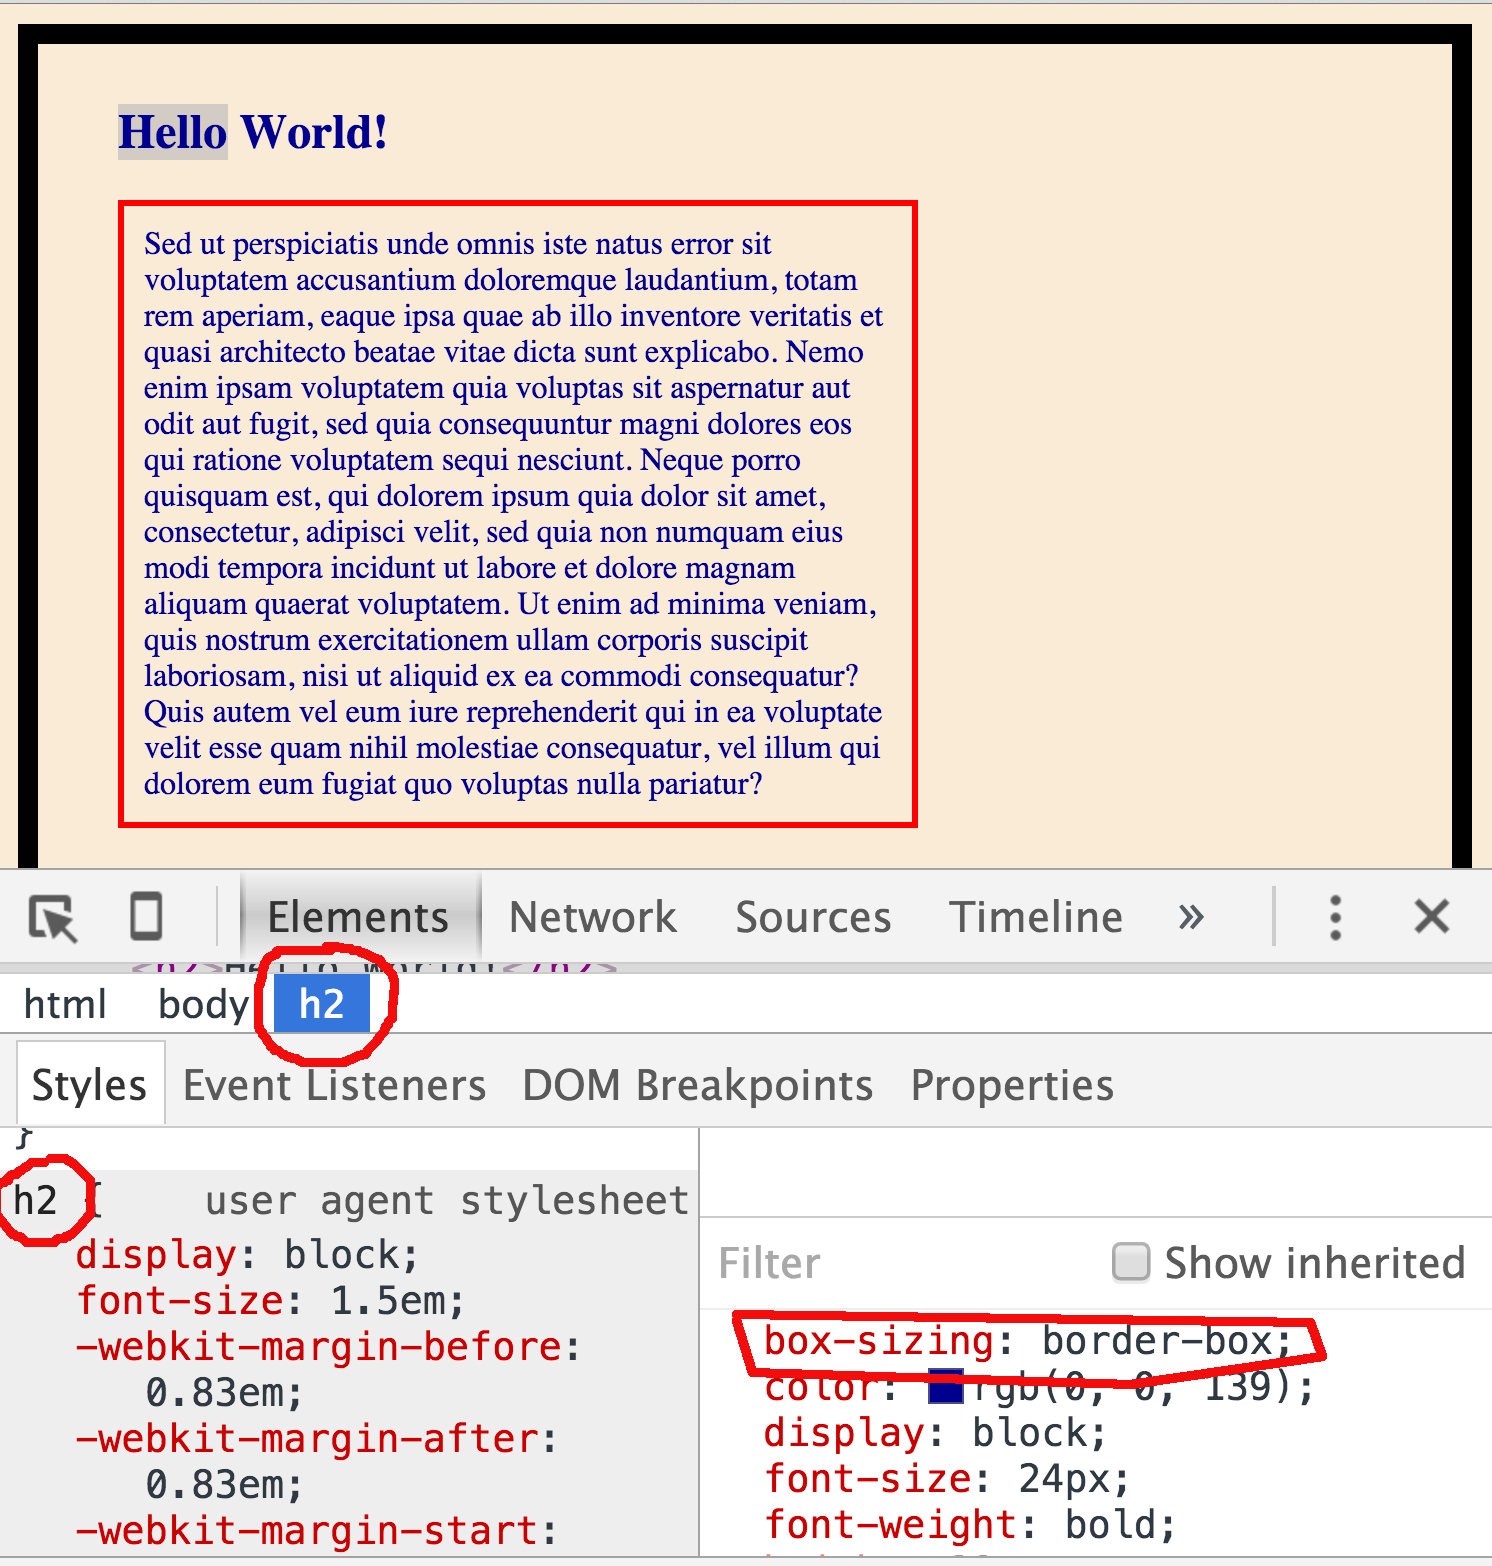 Hello World!
Sed ut perspiciatis unde omnis iste natus error sit
voluptatem accusantium doloremque laudantium, totam
rem aperiam, eaque ipsa quae ab illo inventore veritatis et
quasi architecto beatae vitae dicta sunt explicabo. Nemo
enim ipsam voluptatem quia voluptas sit aspernatur aut
odit aut fugit, sed quia consequuntur magni dolores eos
qui ratione voluptatem sequi nesciunt. Neque porro
quisquam est, qui dolorem ipsum quia dolor sit amet,
consectetur, adipisci velit, sed quia non numquam eius
modi tempora incidunt ut labore et dolore magnam
aliquam quaerat voluptatem. Ut enim ad minima veniam,
quis nostrum exercitationem ullam corporis suscipit
laboriosam, nisi ut aliquid ex ea commodi consequatur?
Quis autem vel eum iure reprehenderit qui in ea voluptate
velit esse quam nihil molestiae consequatur, vel illum qui
dolorem eum fugiat quo voluptas nulla pariatur?
Elements Network Sources Timeline »
<h2>Hello World!</h2>
html body h2
Styles Event Listeners DOM Breakpoints Properties
}
h2 { user agent stylesheet
display: block;
font-size: 1.5em;
-webkit-margin-before:
0.83em;
-webkit-margin-after:
0.83em;
-webkit-margin-start:
Filter Show inherited
box-sizing: border-box;
color: rgb(0, 0, 139);
display: block;
font-size: 24px;
font-weight: bold;